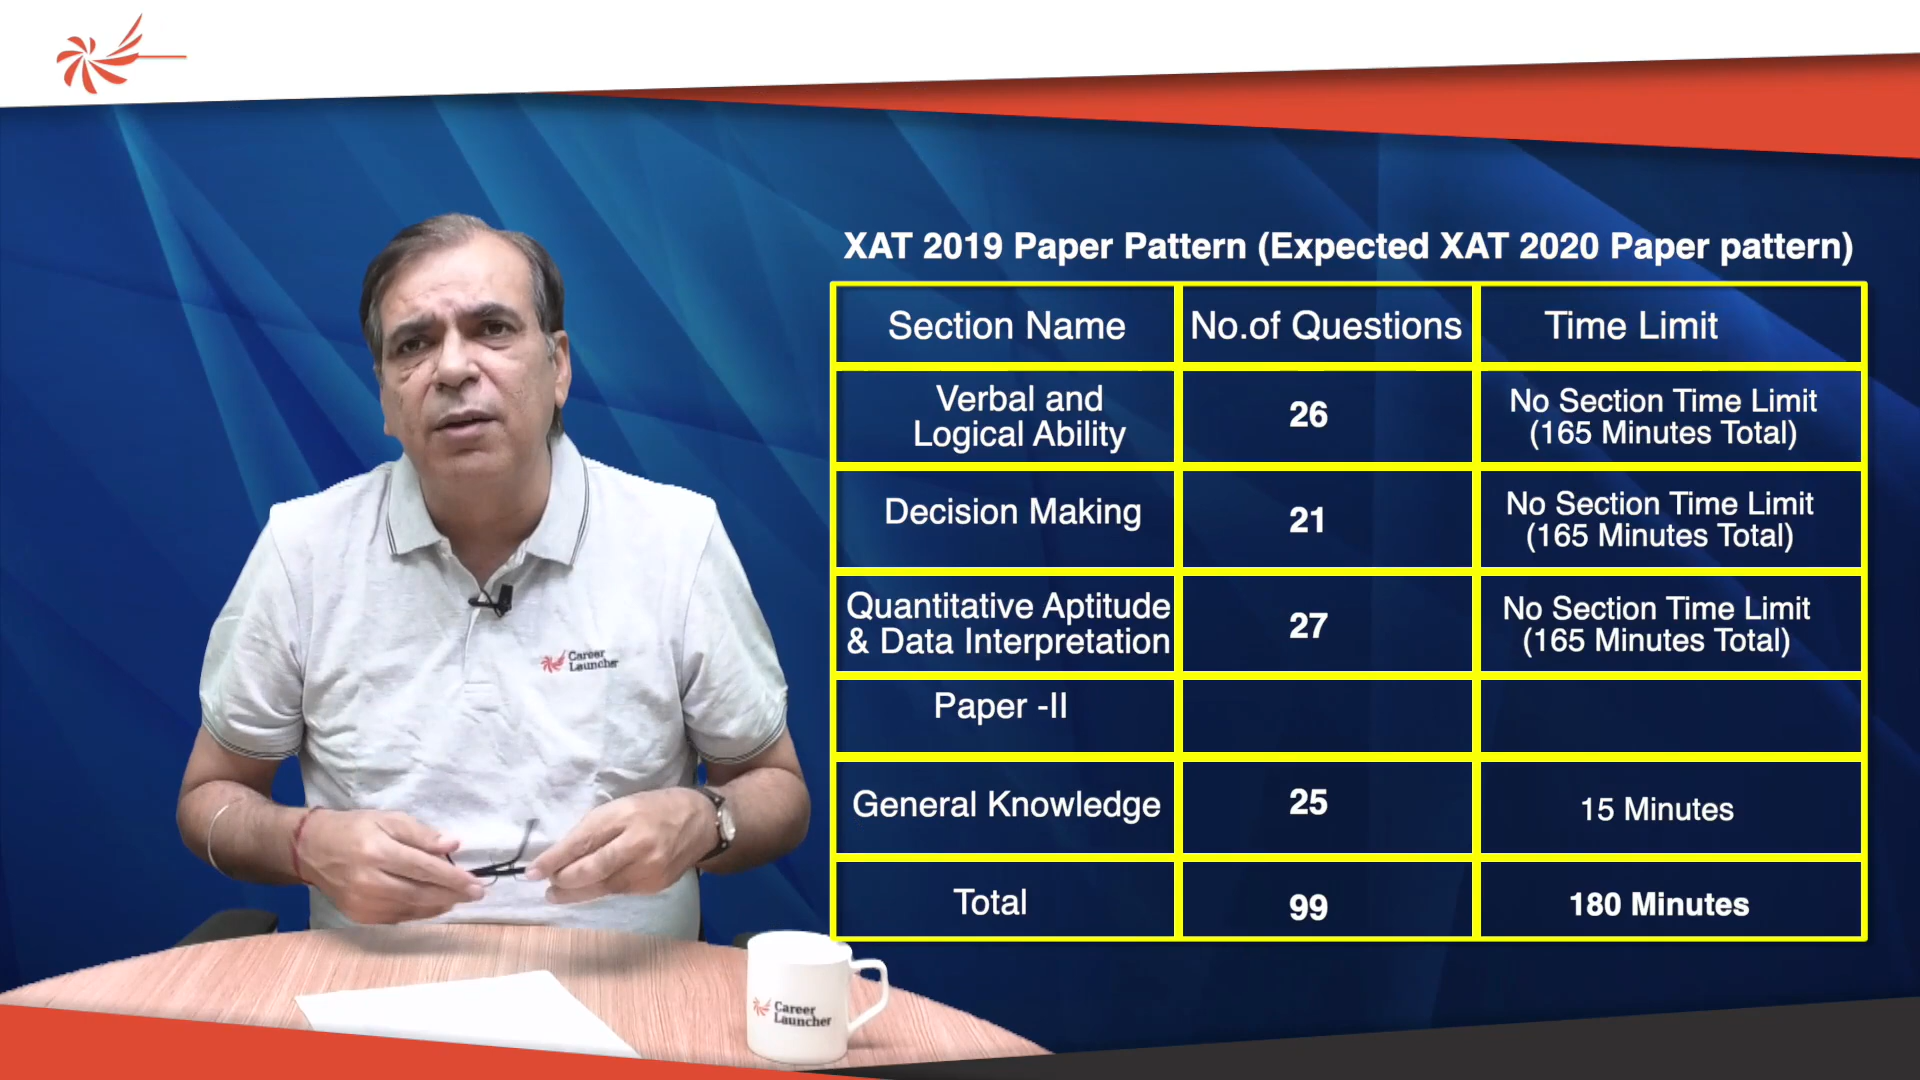 XAT 2019 Paper Pattern (Expected XAT 2020 Paper pattern)
Section Name
No.of Questions
Time Limit
Verbal and
Logical Ability
26
No Section Time Limit
(165 Minutes Total)
Decision Making
21
No Section Time Limit
(165 Minutes Total)
Quantitative Aptitude
& Data Interpretation
27
No Section Time Limit
(165 Minutes Total)
Paper -II
General Knowledge
25
15 Minutes
Total
99
180 Minutes
Career
Launcher
Career
Launcher